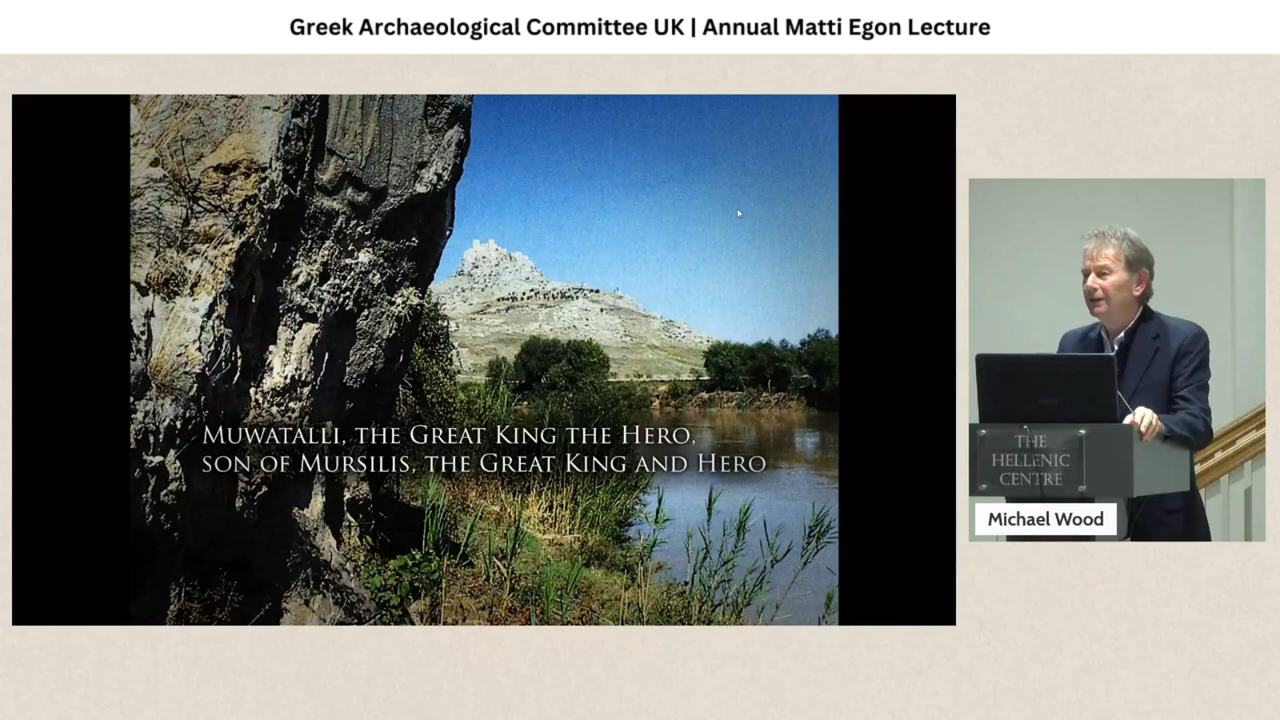 Greek Archaeological Committee UK | Annual Matti Egon Lecture
MUWATALLI, THE GREAT KING THE HERO,
SON OF MURSILIS, THE GREAT KING AND HERO
THE
HELLENIC
CENTRE
Michael Wood